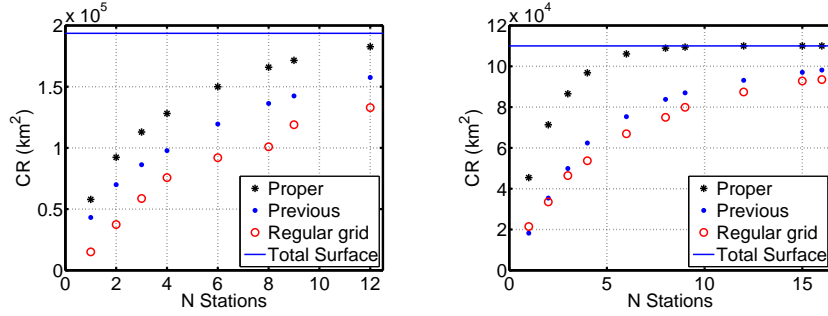 2 x 10^5
1.5
1
0.5
0
CR (km^2)
0 2 4 6 8 10 12
N Stations
Proper
Previous
Regular grid
Total Surface
12 x 10^4
10
8
6
4
2
0
CR (km^2)
0 5 10 15
N Stations
Proper
Previous
Regular grid
Total Surface